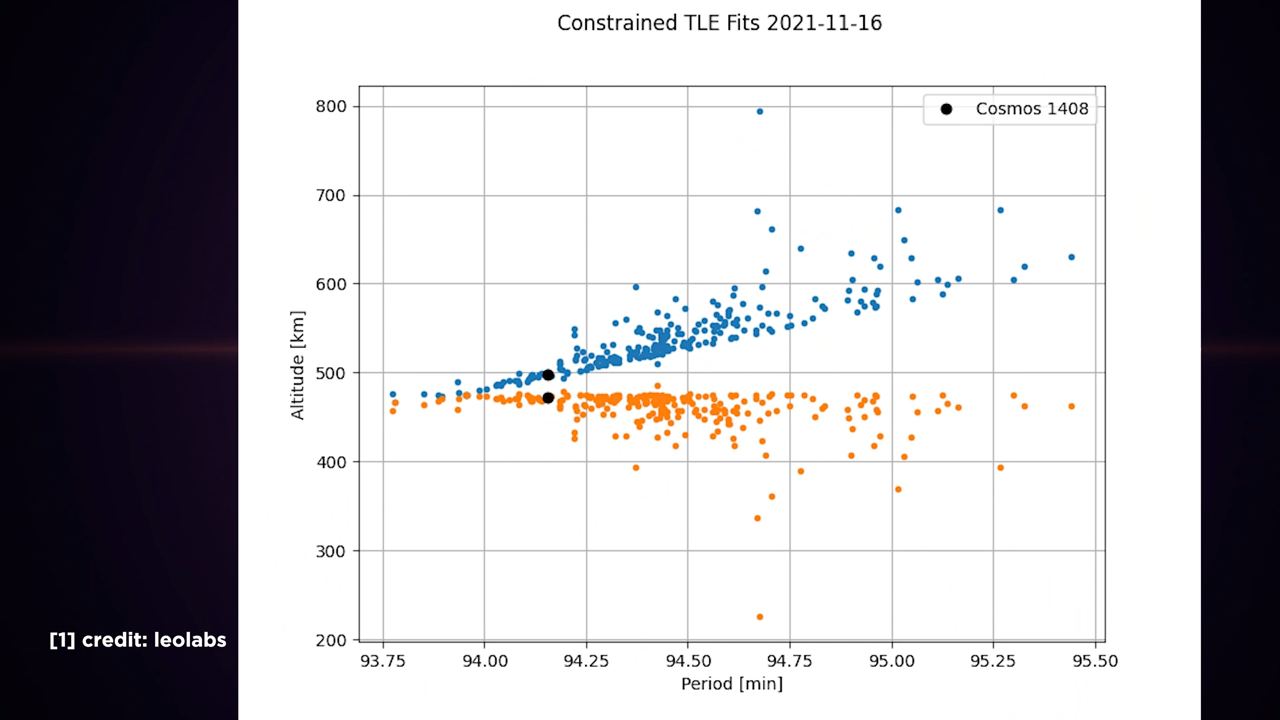 Constrained TLE Fits 2021-11-16
Cosmos 1408
800
700
600
500
400
300
200
Altitude [km]
93.75 94.00 94.25 94.50 94.75 95.00 95.25 95.50
Period [min]
[1] credit: leolabs